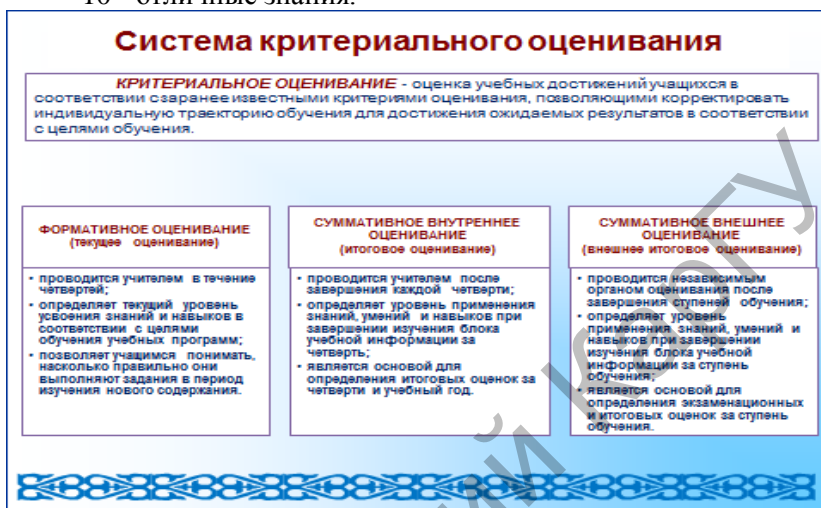 10 - отличные знания.
Система критериального оценивания
КРИТЕРИАЛЬНОЕ ОЦЕНИВАНИЕ - оценка учебных достижений учащихся в
соответствии с заранее известными критериями оценивания, позволяющими корректировать
индивидуальную траекторию обучения для достижения ожидаемых результатов в соответствии
с целями обучения.
ФОРМАТИВНОЕ ОЦЕНИВАНИЕ
(текущее оценивание)
• проводится учителем в течение
четвертей;
• определяет текущий уровень
усвоения знаний и навыков в
соответствии с целями
обучения учебных программ;
• позволяет учащимся понимать,
насколько правильно они
выполняют задания в период
изучения нового содержания.
СУММАТИВНОЕ ВНУТРЕННЕЕ
ОЦЕНИВАНИЕ
(итоговое оценивание)
• проводится учителем после
завершения каждой четверти;
• определяет уровень применения
знаний, умений и навыков при
завершении изучения блока
учебной информации за
четверть;
• является основой для
определения итоговых оценок за
четверти и учебный год.
СУММАТИВНОЕ ВНЕШНЕЕ
ОЦЕНИВАНИЕ
(внешнее итоговое оценивание)
• проводится независимым
органом оценивания после
завершения ступеней обучения;
• определяет уровень
применения знаний, умений и
навыков при завершении
изучения блока учебной
информации за ступень
обучения;
• является основой для
определения экзаменационных
и итоговых оценок за ступень
обучения.
КарГУ